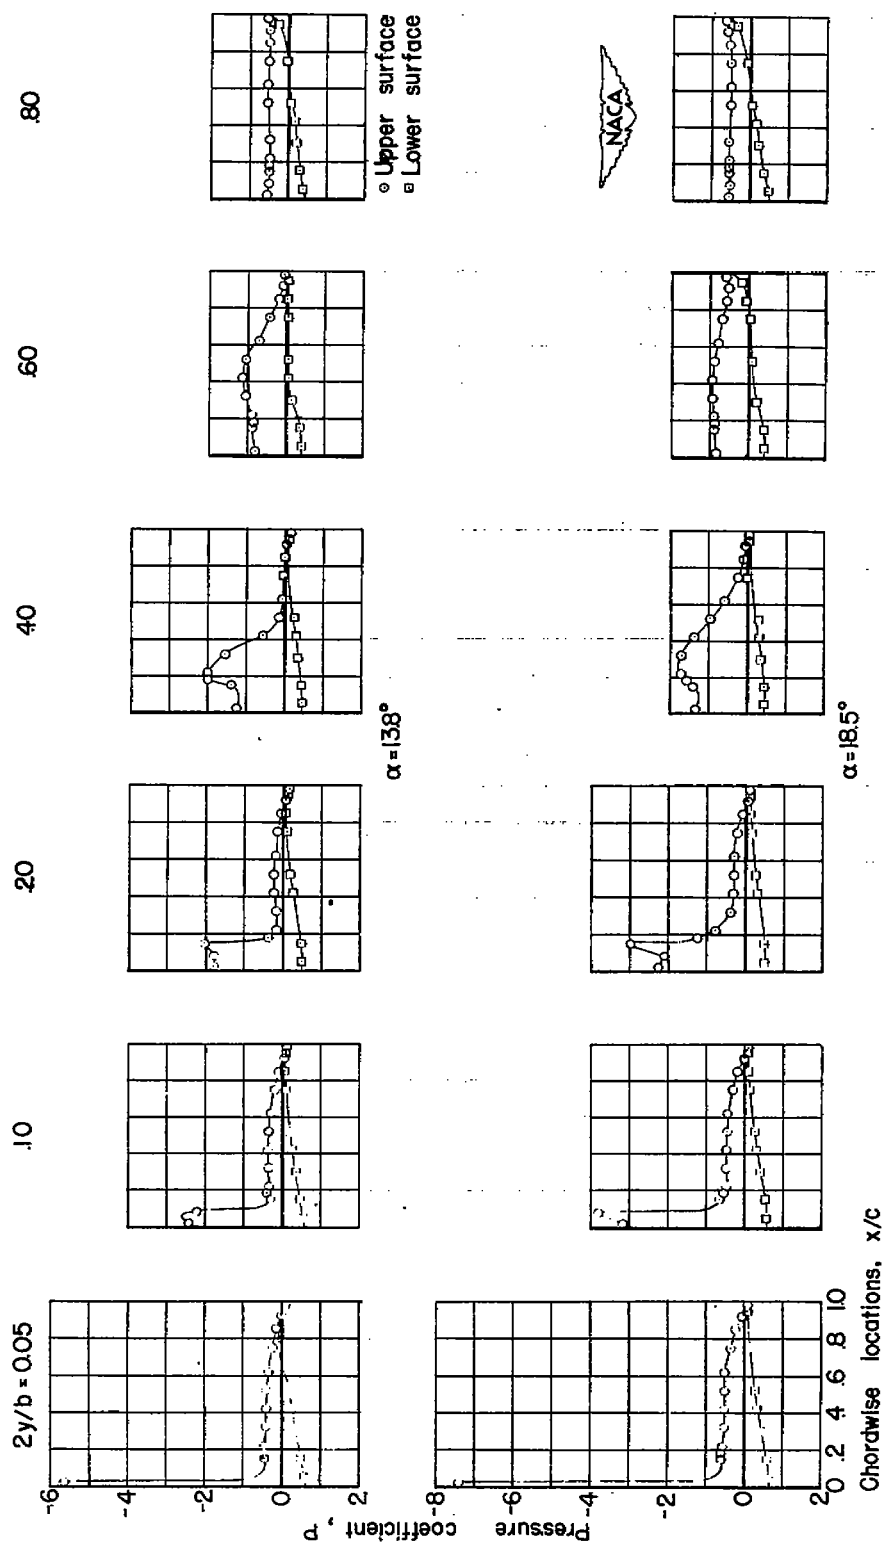 2y/b = 0.05
.10
.20
.40
.60
.80
-6
-4
-2
0
2
α = 13.8°
Upper surface
Lower surface
NACA
-8
-6
-4
-2
0
2
0 .2 .4 .6 .8 1.0
Pressure
coefficient, P
α = 18.5°
Chordwise locations, x/c